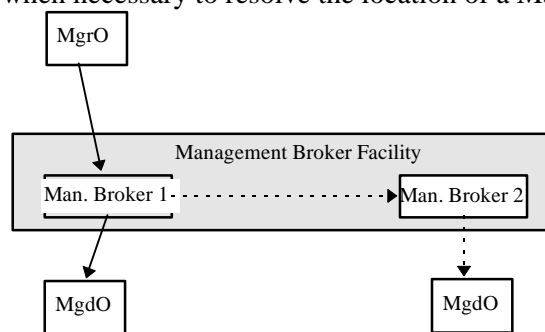 when necessary to resolve the location of a Ma
MgrO
Management Broker Facility
Man. Broker 1
Man. Broker 2
MgdO
MgdO